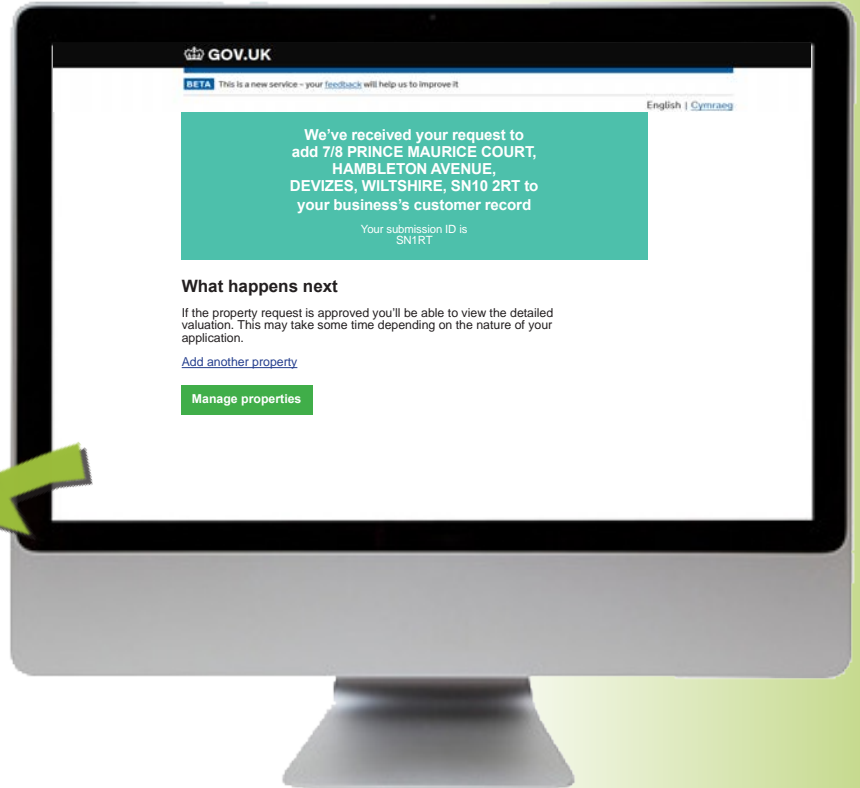 GOV.UK
BETA This is a new service – your feedback will help us to improve it
English | Cymraeg
We've received your request to
add 7/8 PRINCE MAURICE COURT,
HAMBLETON AVENUE,
DEVIZES, WILTSHIRE, SN10 2RT to
your business's customer record
Your submission ID is
SN1RT
What happens next
If the property request is approved you'll be able to view the detailed
valuation. This may take some time depending on the nature of your
application.
Add another property
Manage properties